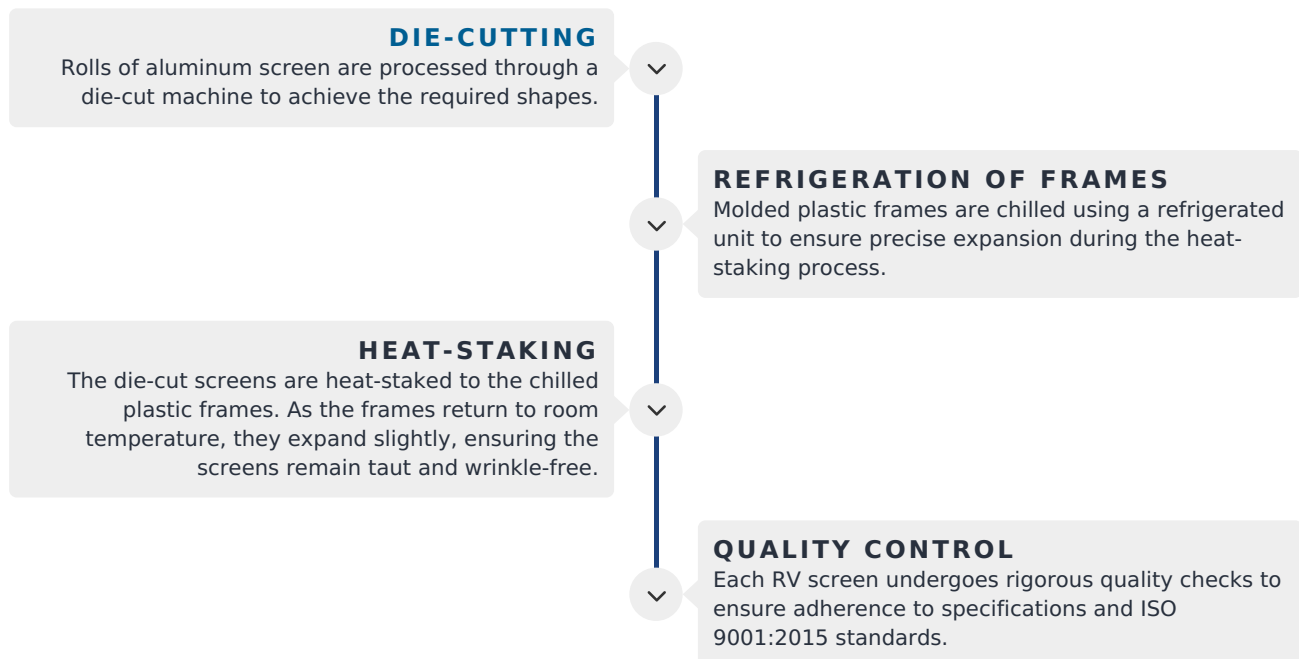 DIE-CUTTING
Rolls of aluminum screen are processed through a
die-cut machine to achieve the required shapes.
REFRIGERATION OF FRAMES
Molded plastic frames are chilled using a refrigerated
unit to ensure precise expansion during the heat-
staking process.
HEAT-STAKING
The die-cut screens are heat-staked to the chilled
plastic frames. As the frames return to room
temperature, they expand slightly, ensuring the
screens remain taut and wrinkle-free.
QUALITY CONTROL
Each RV screen undergoes rigorous quality checks to
ensure adherence to specifications and ISO
9001:2015 standards.